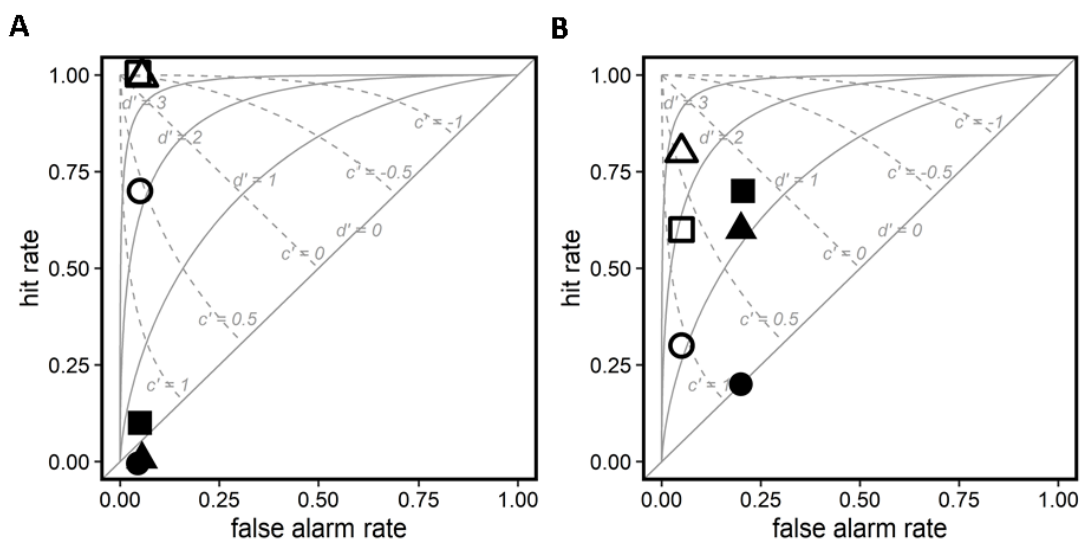 A
B
1.00
0.75
0.50
0.25
0.00
hit rate
d' = 3
d' = 2
d' = 1
d' = 0
c' = -1
c' = -0.5
c' = 0
c' = 0.5
c' = 1
0.00 0.25 0.50 0.75 1.00
false alarm rate
1.00
0.75
0.50
0.25
0.00
hit rate
d' = 3
d' = 2
d' = 1
d' = 0
c' = -1
c' = -0.5
c' = 0
c' = 0.5
c' = 1
0.00 0.25 0.50 0.75 1.00
false alarm rate